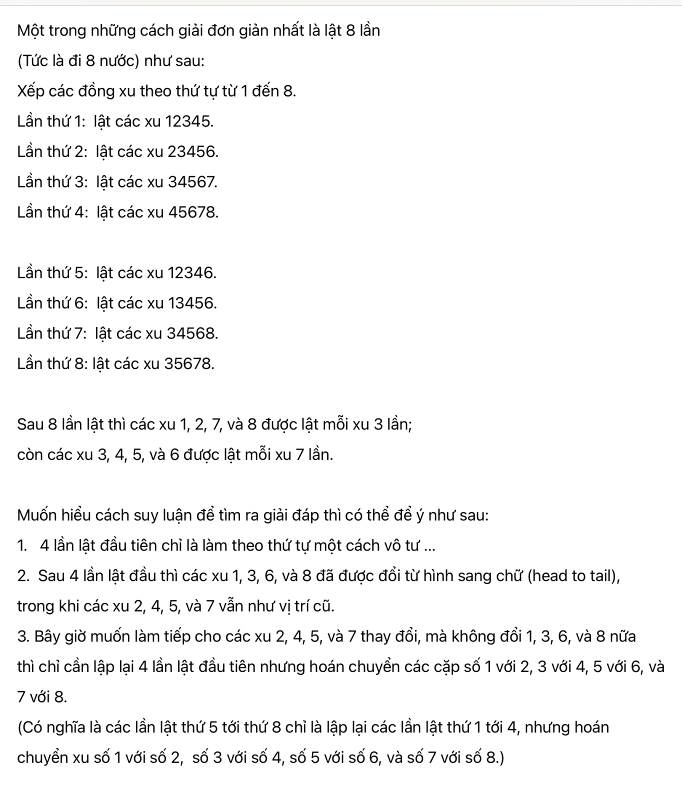 Một trong những cách giải đơn giản nhất là lật 8 lần
(Tức là đi 8 nước) như sau:
Xếp các đồng xu theo thứ tự từ 1 đến 8.
Lần thứ 1:  lật các xu 12345.
Lần thứ 2:  lật các xu 23456.
Lần thứ 3:  lật các xu 34567.
Lần thứ 4:  lật các xu 45678.
Lần thứ 5:  lật các xu 12346.
Lần thứ 6:  lật các xu 13456.
Lần thứ 7:  lật các xu 34568.
Lần thứ 8: lật các xu 35678.
Sau 8 lần lật thì các xu 1, 2, 7, và 8 được lật mỗi xu 3 lần;
còn các xu 3, 4, 5, và 6 được lật mỗi xu 7 lần.
Muốn hiểu cách suy luận để tìm ra giải đáp thì có thể để ý như sau:
1.   4 lần lật đầu tiên chỉ là làm theo thứ tự một cách vô tư ...
2.  Sau 4 lần lật đầu thì các xu 1, 3, 6, và 8 đã được đổi từ hình sang chữ (head to tail),
trong khi các xu 2, 4, 5, và 7 vẫn như vị trí cũ.
3. Bây giờ muốn làm tiếp cho các xu 2, 4, 5, và 7 thay đổi, mà không đổi 1, 3, 6, và 8 nữa
thì chỉ cần lập lại 4 lần lật đầu tiên nhưng hoán chuyển các cặp số 1 với 2, 3 với 4, 5 với 6, và
7 với 8.
(Có nghĩa là các lần lật thứ 5 tới thứ 8 chỉ là lập lại các lần lật thứ 1 tới 4, nhưng hoán
chuyển xu số 1 với số 2,  số 3 với số 4, số 5 với số 6, và số 7 với số 8.)